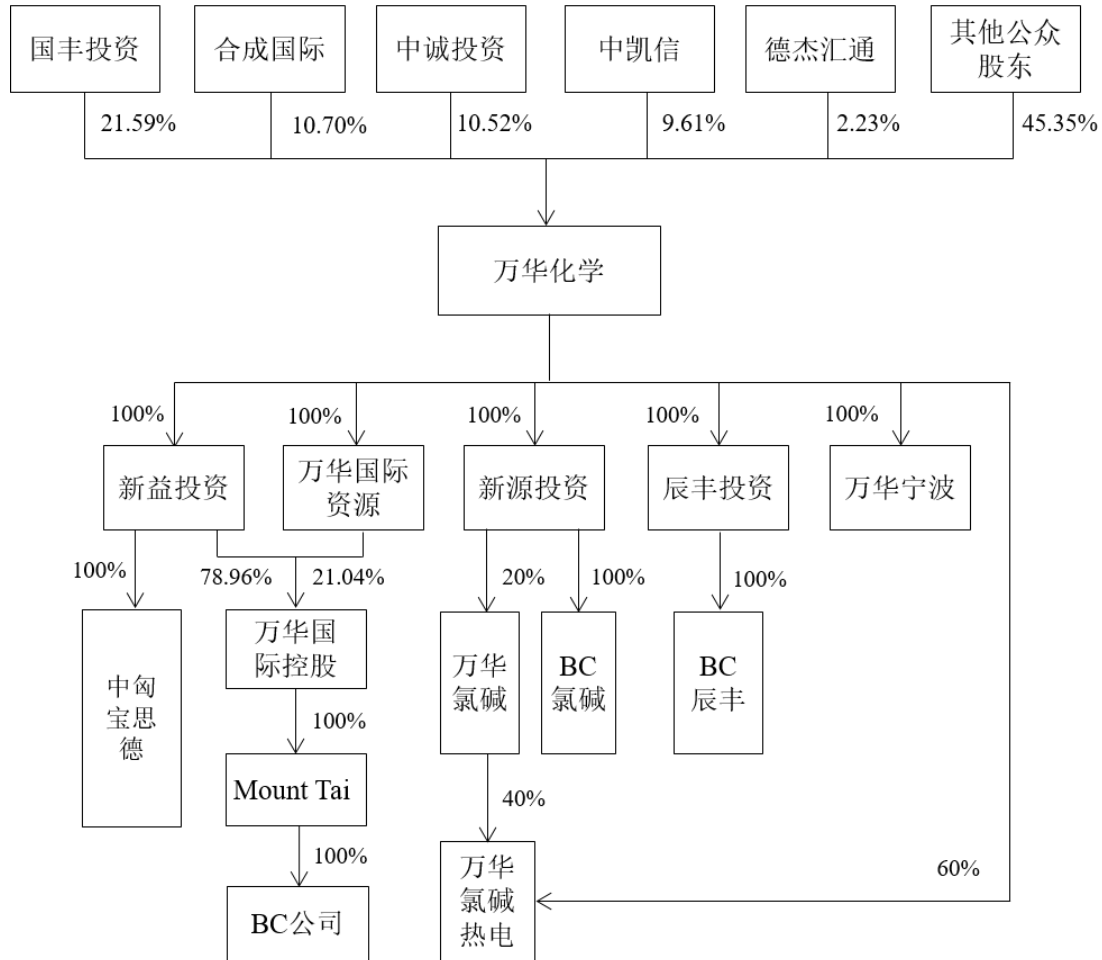 国丰投资
合成国际
中诚投资
中凯信
德杰汇通
其他公众
股东
21.59%
10.70%
10.52%
9.61%
2.23%
45.35%
万华化学
100%
100%
100%
100%
100%
新益投资
万华国际
资源
新源投资
辰丰投资
万华宁波
100%
78.96%
21.04%
20%
100%
100%
中匈
宝思
德
万华国
际控股
万华
氯碱
BC
氯碱
BC
辰丰
100%
Mount Tai
40%
100%
60%
BC公司
万华
氯碱
热电